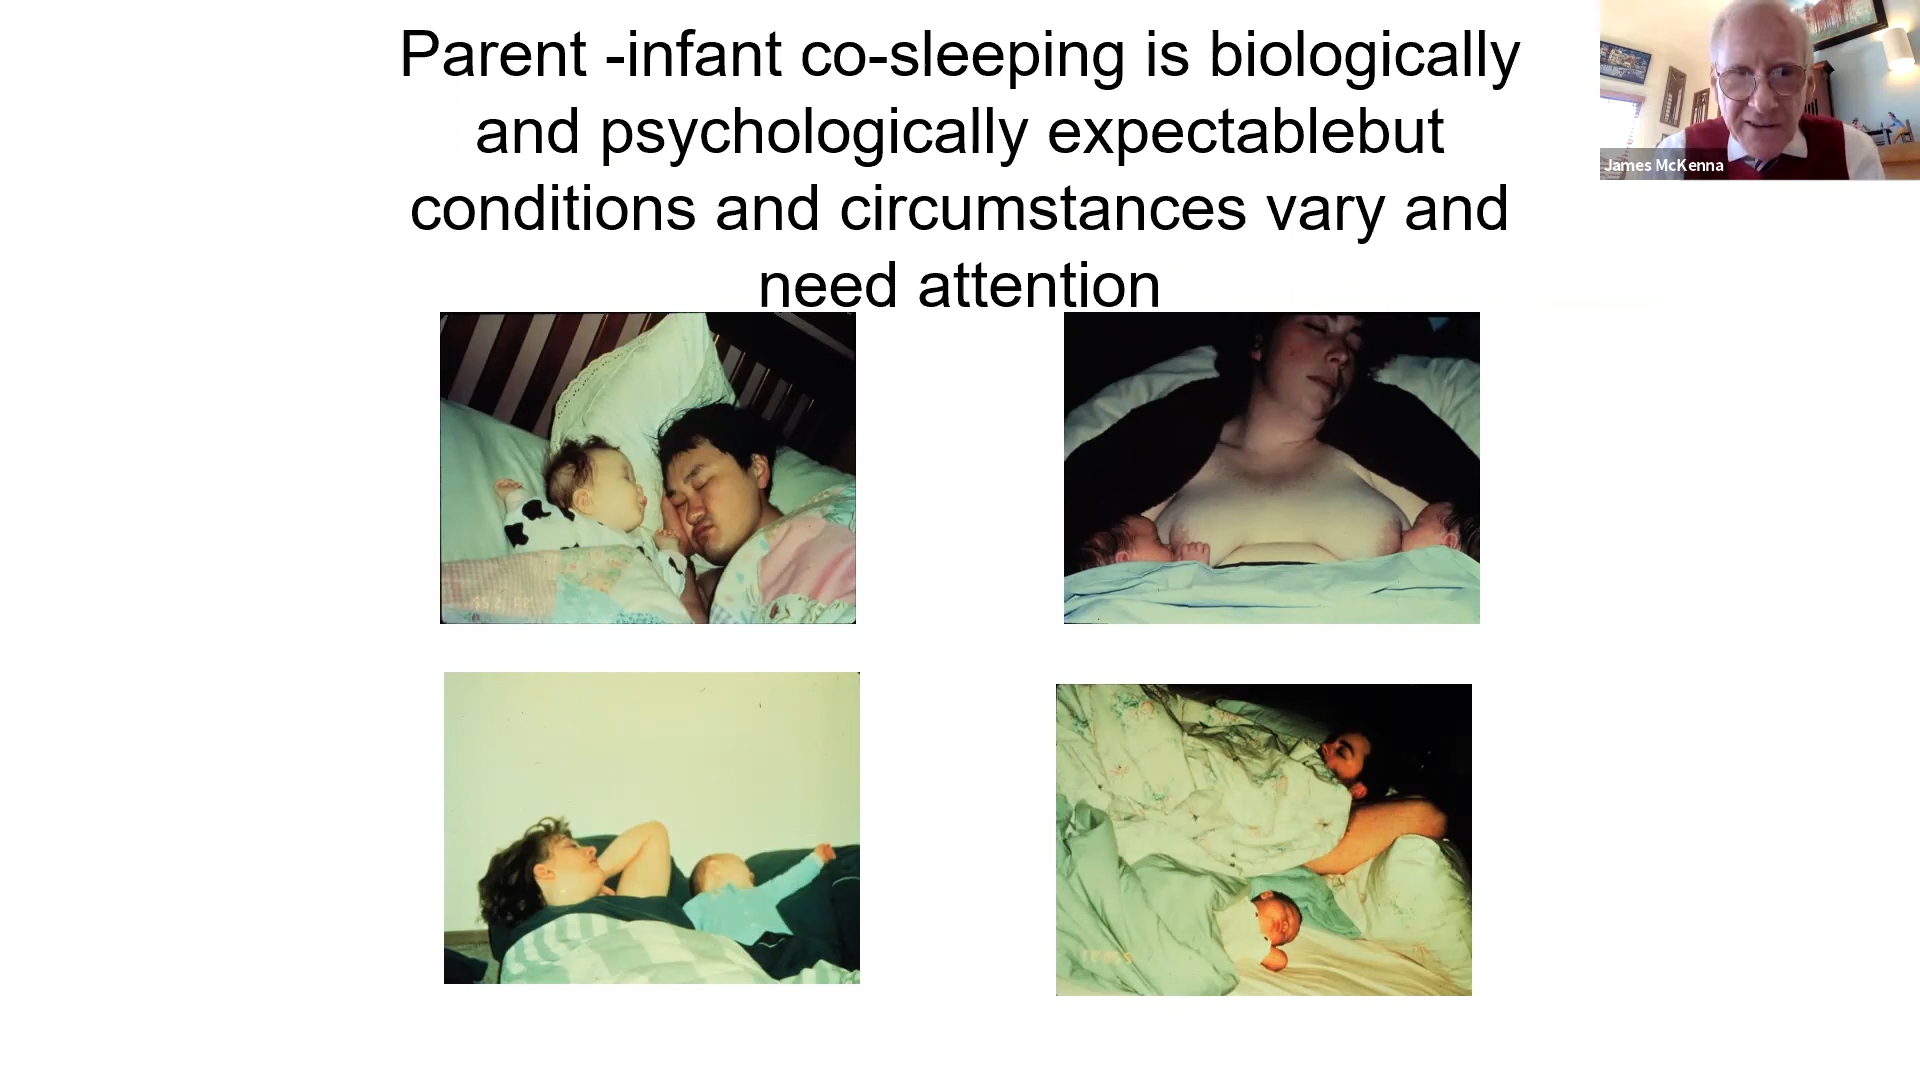 Parent -infant co-sleeping is biologically
and psychologically expectablebut
conditions and circumstances vary and
need attention
James McKenna